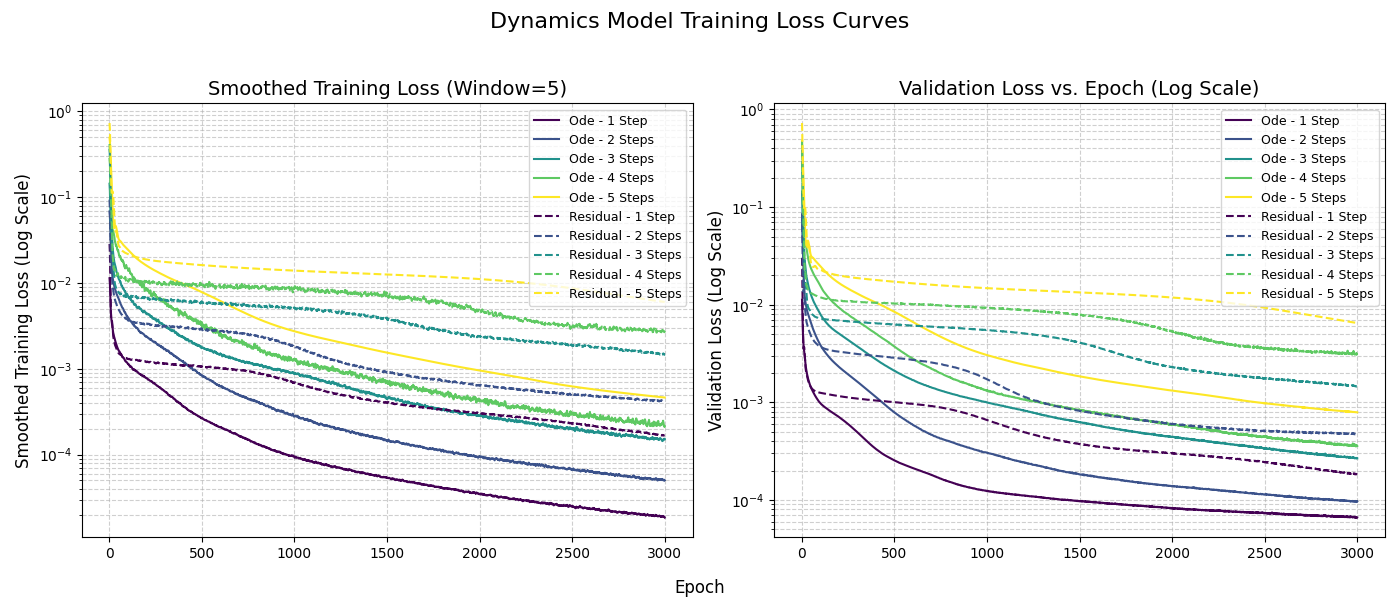 Dynamics Model Training Loss Curves
Smoothed Training Loss (Window=5)
Smoothed Training Loss (Log Scale)
10⁰
10⁻¹
10⁻²
10⁻³
10⁻⁴
0 500 1000 1500 2000 2500 3000
Ode - 1 Step
Ode - 2 Steps
Ode - 3 Steps
Ode - 4 Steps
Ode - 5 Steps
Residual - 1 Step
Residual - 2 Steps
Residual - 3 Steps
Residual - 4 Steps
Residual - 5 Steps
Validation Loss vs. Epoch (Log Scale)
Validation Loss (Log Scale)
10⁰
10⁻¹
10⁻²
10⁻³
10⁻⁴
0 500 1000 1500 2000 2500 3000
Ode - 1 Step
Ode - 2 Steps
Ode - 3 Steps
Ode - 4 Steps
Ode - 5 Steps
Residual - 1 Step
Residual - 2 Steps
Residual - 3 Steps
Residual - 4 Steps
Residual - 5 Steps
Epoch